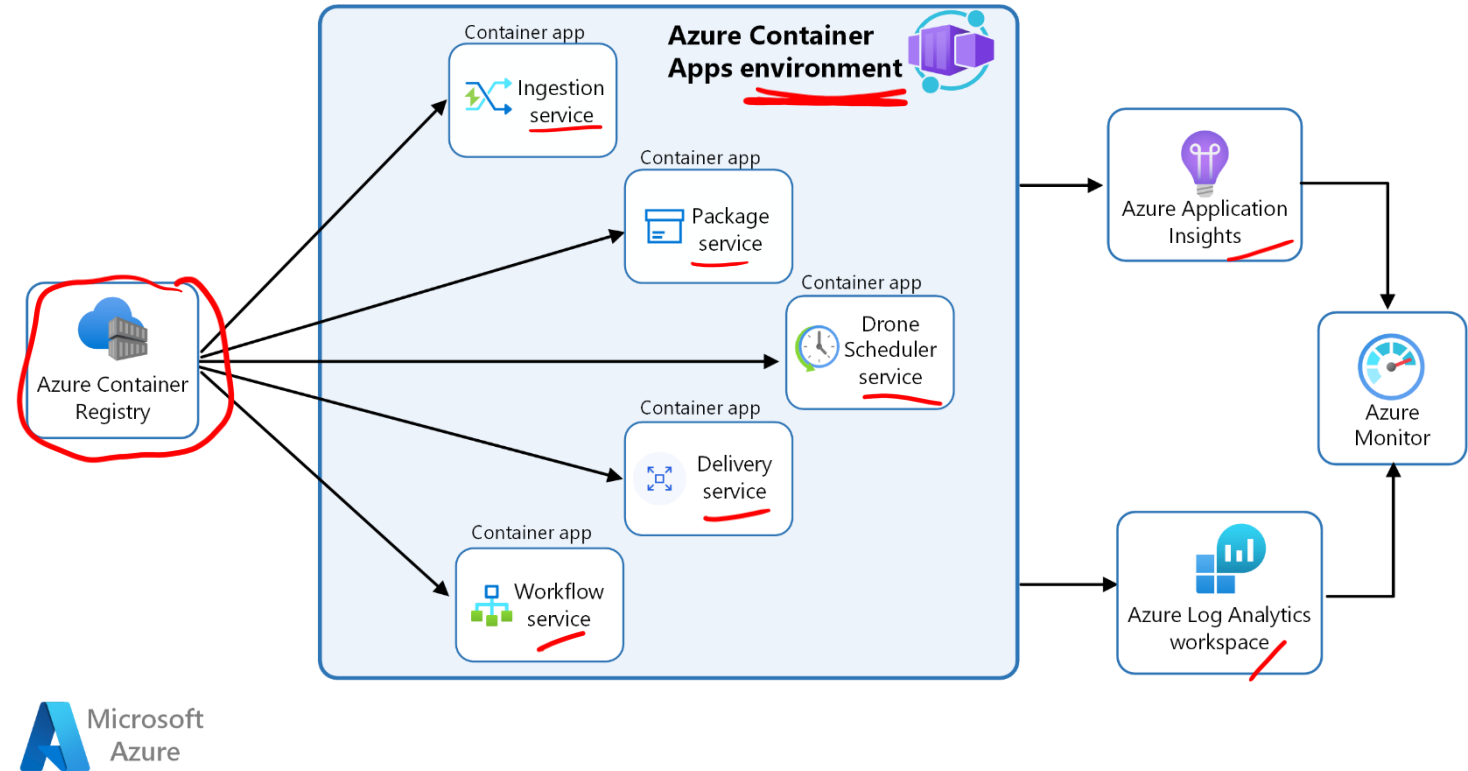 Container app
Ingestion
service
Azure Container
Apps environment
Container app
Package
service
Container app
Drone
Scheduler
service
Container app
Delivery
service
Container app
Workflow
service
Azure Container
Registry
Azure Application
Insights
Azure
Monitor
Azure Log Analytics
workspace
Microsoft
Azure